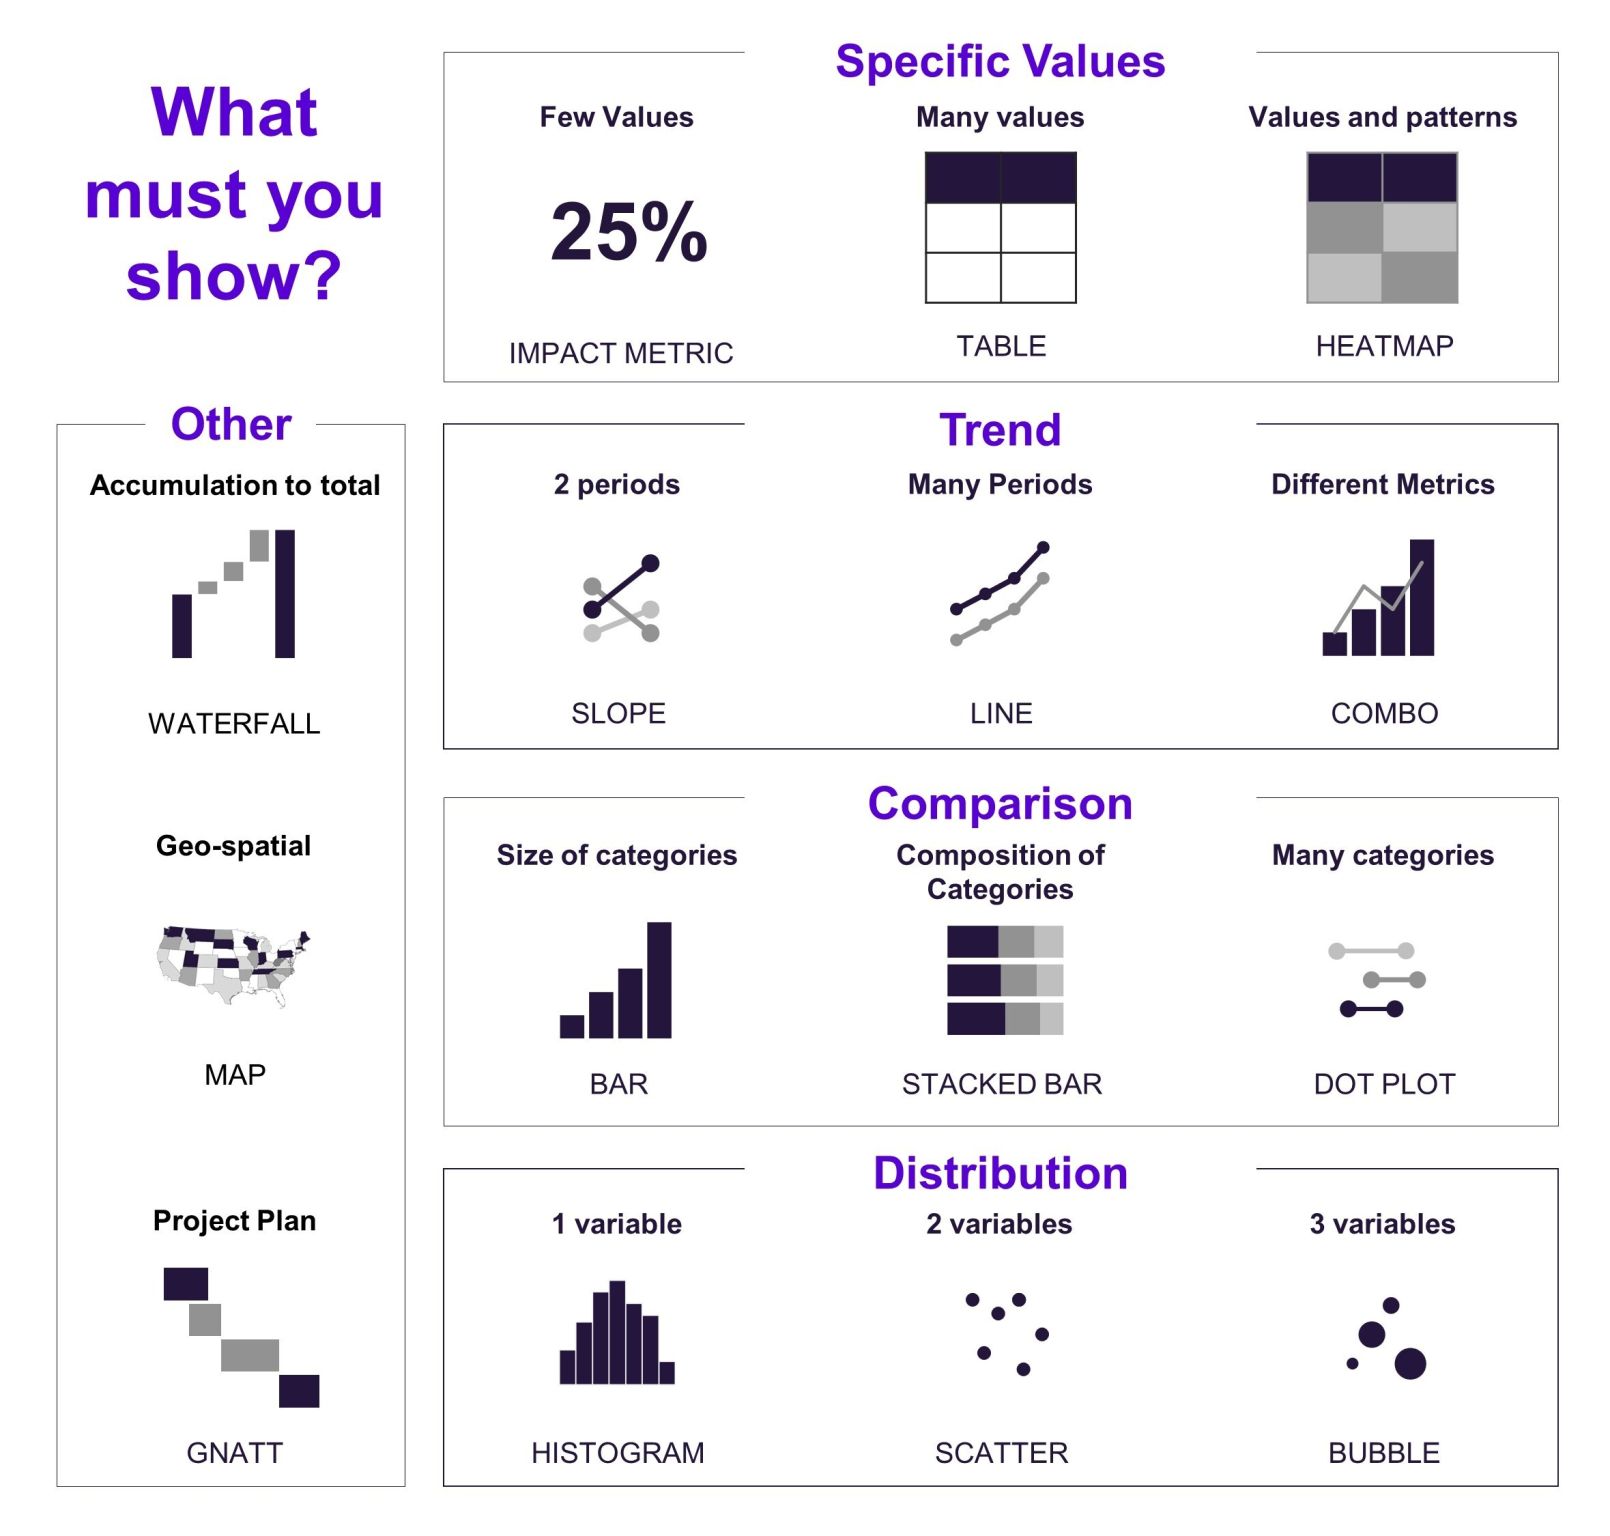 What
must you
show?
Specific Values
Few Values
Many values
Values and patterns
25%
IMPACT METRIC
TABLE
HEATMAP
Other
Accumulation to total
WATERFALL
Geo-spatial
MAP
Project Plan
GNATT
Trend
2 periods
Many Periods
Different Metrics
SLOPE
LINE
COMBO
Comparison
Size of categories
Composition of
Categories
Many categories
BAR
STACKED BAR
DOT PLOT
Distribution
1 variable
2 variables
3 variables
HISTOGRAM
SCATTER
BUBBLE